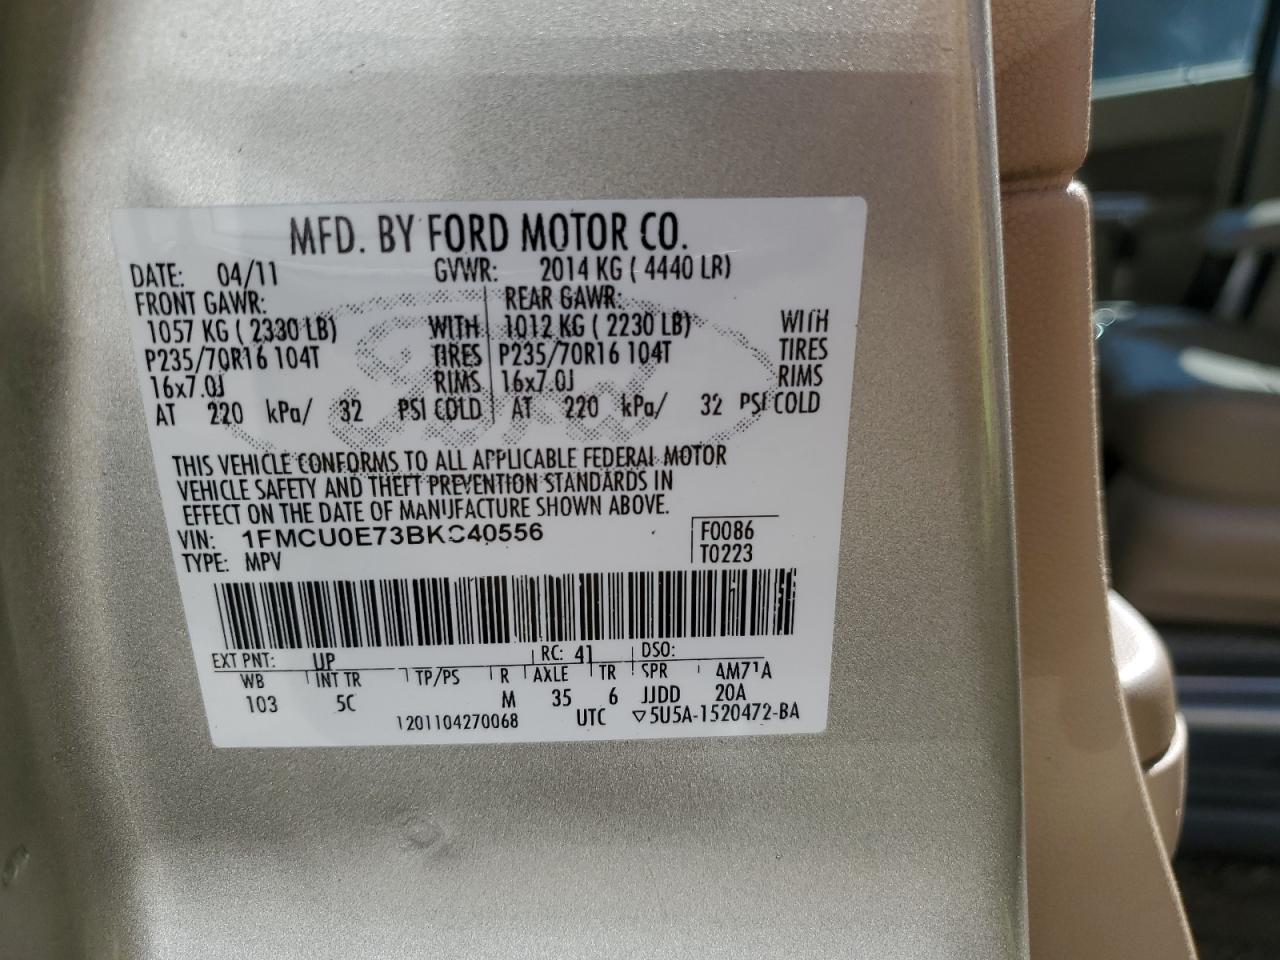 MFD. BY FORD MOTOR CO.
DATE: 04/11 GVWR: 2014 KG ( 4440 LR)
FRONT GAWR: REAR GAWR:
1057 KG ( 2330 LB) WITH 1012 KG ( 2230 LB) WITH
P235/70R16 104T TIRES P235/70R16 104T TIRES
16x7.0J RIMS 16x7.0J RIMS
AT 220 kPa/ 32 PSI COLD AT 220 kPa/ 32 PSI COLD
Ford
THIS VEHICLE CONFORMS TO ALL APPLICABLE FEDERAL MOTOR
VEHICLE SAFETY AND THEFT PREVENTION STANDARDS IN
EFFECT ON THE DATE OF MANUFACTURE SHOWN ABOVE.
VIN: 1FMCU0E73BKC40556 F0086
TYPE: MPV T0223
EXT PNT: UP RC: 41 DSO:
WB INT TR TP/PS R AXLE TR SPR 4M71A
103 5C M 35 6 JJDD 20A
1201104270068 UTC ▽5U5A-1520472-BA